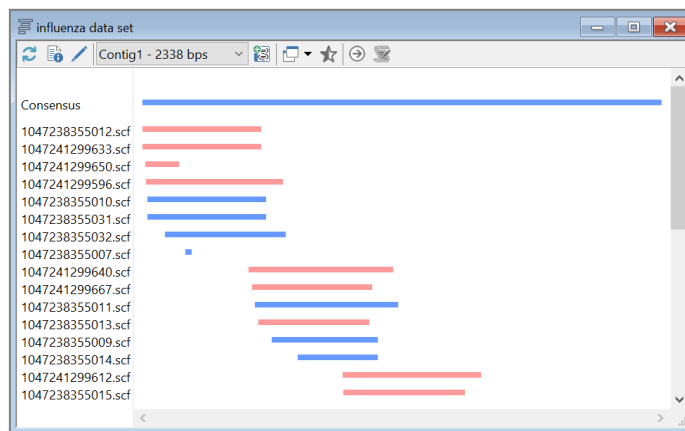 influenza data set
Contig1 - 2338 bps
Consensus
1047238355012.scf
1047241299633.scf
1047241299650.scf
1047241299596.scf
1047238355010.scf
1047238355031.scf
1047238355032.scf
1047238355007.scf
1047241299640.scf
1047241299667.scf
1047238355011.scf
1047238355013.scf
1047238355009.scf
1047238355014.scf
1047241299612.scf
1047238355015.scf